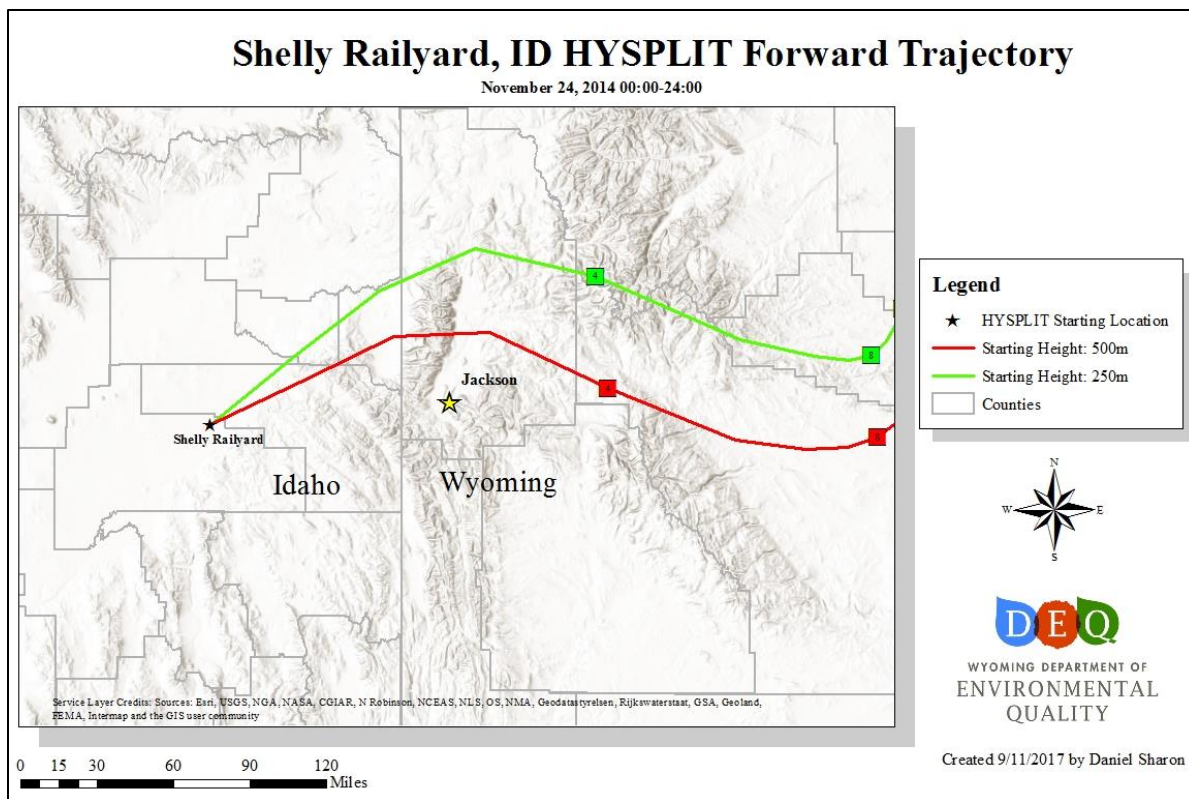 Shelly Railyard, ID HYSPLIT Forward Trajectory
November 24, 2014 00:00-24:00
4
8
4
8
Jackson
Shelly Railyard
Idaho
Wyoming
Service Layer Credits: Sources: Esri, USGS, NGA, NASA, CGIAR, N Robinson, NCEAS, NLS, OS, NMA, Geodatastyrelsen, Rijkswaterstaat, GSA, Geoland,
FEMA, Intermap and the GIS user community
0 15 30 60 90 120
Miles
Legend
HYSPLIT Starting Location
Starting Height: 500m
Starting Height: 250m
Counties
N
W
E
S
DEQ
WYOMING DEPARTMENT OF
ENVIRONMENTAL
QUALITY
Created 9/11/2017 by Daniel Sharon